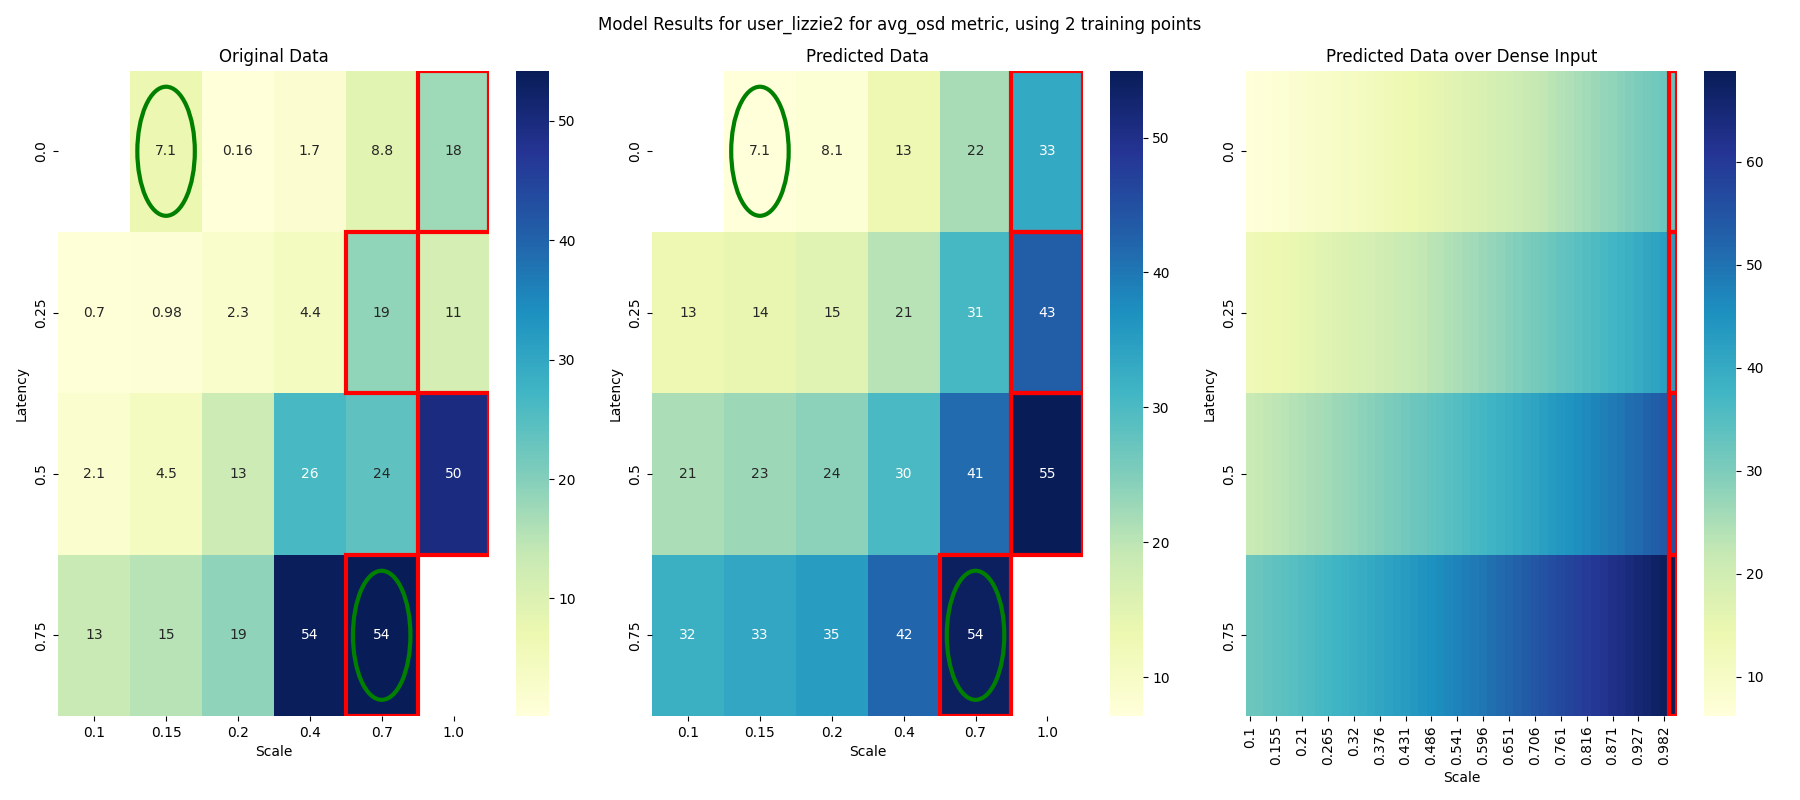 Model Results for user_lizzie2 for avg_osd metric, using 2 training points
Original Data
Latency
0.0
0.25
0.5
0.75
7.1 0.16 1.7 8.8 18
0.7 0.98 2.3 4.4 19 11
2.1 4.5 13 26 24 50
13 15 19 54 54
0.1 0.15 0.2 0.4 0.7 1.0
Scale
50
40
30
20
10
Predicted Data
Latency
0.0
0.25
0.5
0.75
7.1 8.1 13 22 33
13 14 15 21 31 43
21 23 24 30 41 55
32 33 35 42 54
0.1 0.15 0.2 0.4 0.7 1.0
Scale
50
40
30
20
10
Predicted Data over Dense Input
Latency
0.0
0.25
0.5
0.75
0.1 0.155 0.21 0.265 0.32 0.376 0.431 0.486 0.541 0.596 0.651 0.706 0.761 0.816 0.871 0.927 0.982
Scale
60
50
40
30
20
10